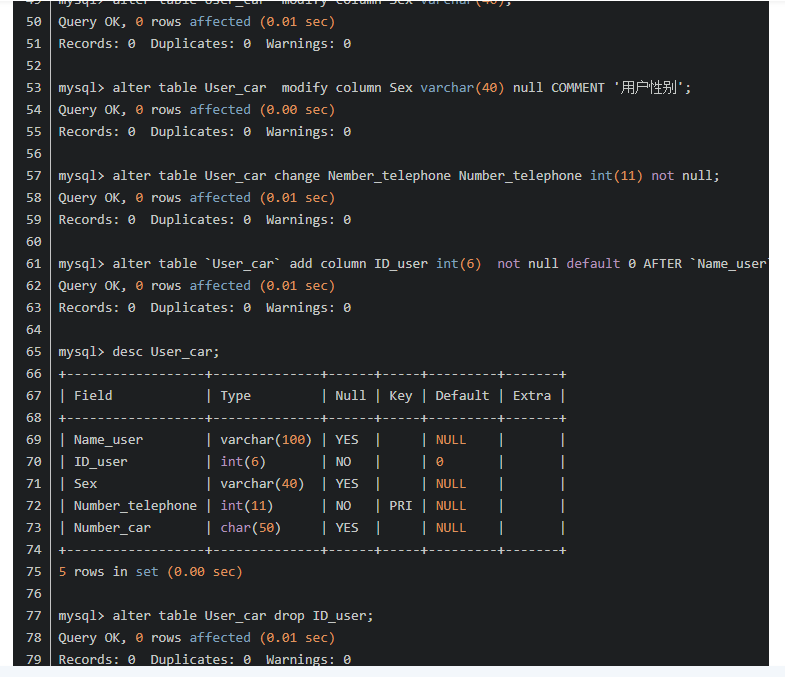 49 mysql> alter table User_car modify column Sex varchar(40);
50 Query OK, 0 rows affected (0.01 sec)
51 Records: 0  Duplicates: 0  Warnings: 0
52
53 mysql> alter table User_car  modify column Sex varchar(40) null COMMENT '用户性别';
54 Query OK, 0 rows affected (0.00 sec)
55 Records: 0  Duplicates: 0  Warnings: 0
56
57 mysql> alter table User_car change Nember_telephone Number_telephone int(11) not null;
58 Query OK, 0 rows affected (0.01 sec)
59 Records: 0  Duplicates: 0  Warnings: 0
60
61 mysql> alter table `User_car` add column ID_user int(6)  not null default 0 AFTER `Name_user`
62 Query OK, 0 rows affected (0.01 sec)
63 Records: 0  Duplicates: 0  Warnings: 0
64
65 mysql> desc User_car;
66 +------------------+--------------+------+-----+---------+-------+
67 | Field            | Type         | Null | Key | Default | Extra |
68 +------------------+--------------+------+-----+---------+-------+
69 | Name_user        | varchar(100) | YES  |     | NULL    |       |
70 | ID_user          | int(6)       | NO   |     | 0       |       |
71 | Sex              | varchar(40)  | YES  |     | NULL    |       |
72 | Number_telephone | int(11)      | NO   | PRI | NULL    |       |
73 | Number_car       | char(50)     | YES  |     | NULL    |       |
74 +------------------+--------------+------+-----+---------+-------+
75 5 rows in set (0.00 sec)
76
77 mysql> alter table User_car drop ID_user;
78 Query OK, 0 rows affected (0.01 sec)
79 Records: 0  Duplicates: 0  Warnings: 0